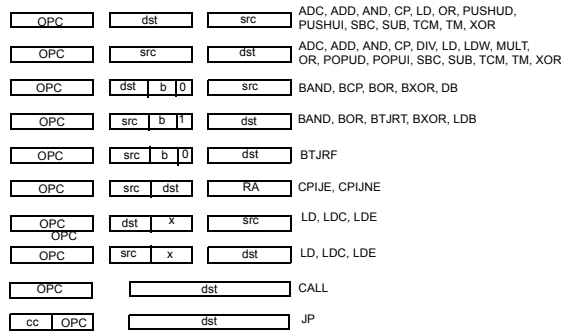 OPC dst src ADC, ADD, AND, CP, LD, OR, PUSHUD,
PUSHUI, SBC, SUB, TCM, TM, XOR
OPC src dst ADC, ADD, AND, CP, DIV, LD, LDW, MULT,
OR, POPUD, POPUI, SBC, SUB, TCM, TM, XOR
OPC dst b 0 src BAND, BCP, BOR, BXOR, DB
OPC src b 1 dst BAND, BOR, BTJRT, BXOR, LDB
OPC src b 0 dst BTJRF
OPC src dst RA CPIJE, CPIJNE
OPC dst x src LD, LDC, LDE
OPC
OPC src x dst LD, LDC, LDE
OPC dst CALL
cc OPC dst JP